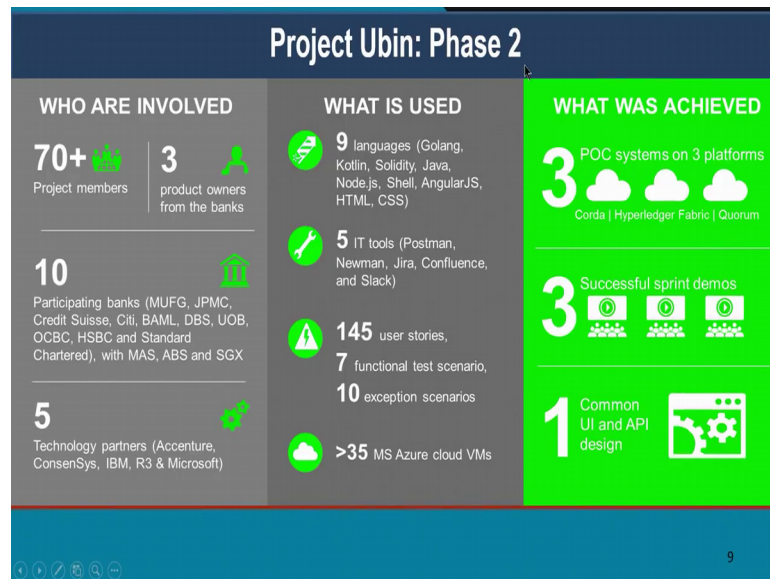 Project Ubin: Phase 2
WHO ARE INVOLVED
70+
Project members
3
product owners
from the banks
10
Participating banks (MUFG, JPMC,
Credit Suisse, Citi, BAML, DBS, UOB,
OCBC, HSBC and Standard
Chartered), with MAS, ABS and SGX
5
Technology partners (Accenture,
ConsenSys, IBM, R3 & Microsoft)
WHAT IS USED
9 languages (Golang,
Kotlin, Solidity, Java,
Node.js, Shell, AngularJS,
HTML, CSS)
5 IT tools (Postman,
Newman, Jira, Confluence,
and Slack)
145 user stories,
7 functional test scenario,
10 exception scenarios
>35 MS Azure cloud VMs
WHAT WAS ACHIEVED
3 POC systems on 3 platforms
Corda | Hyperledger Fabric | Quorum
3 Successful sprint demos
1 Common
UI and API
design
9